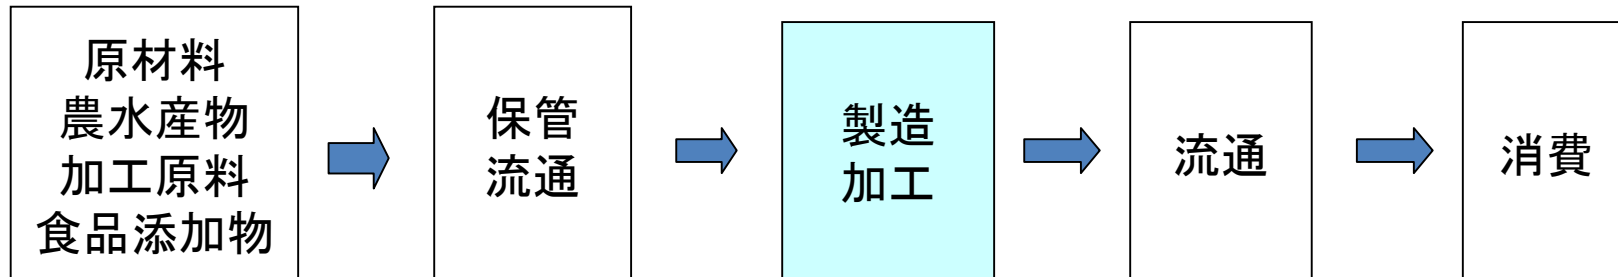 原材料
農水産物
加工原料
食品添加物
保管
流通
製造
加工
流通
消費